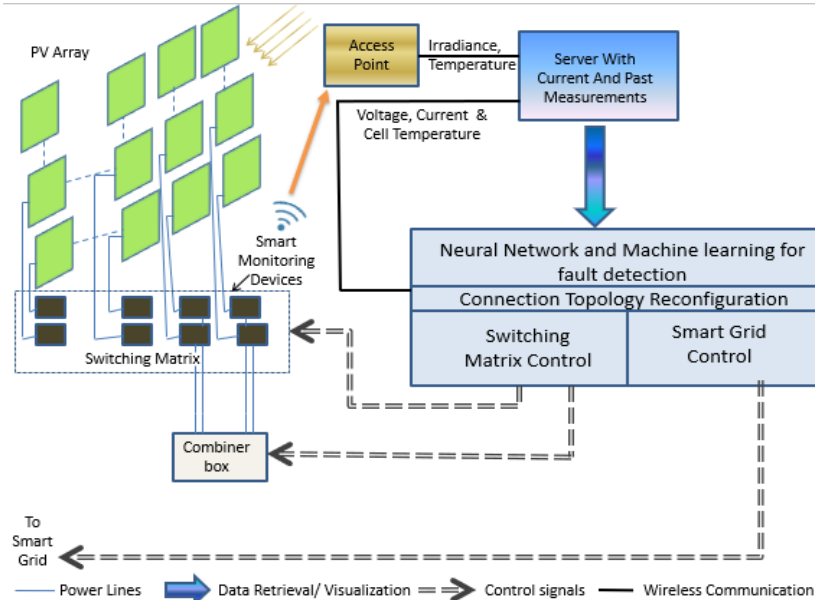 PV Array
Access
Point
Irradiance,
Temperature
Server With
Current And Past
Measurements
Voltage, Current &
Cell Temperature
Smart
Monitoring
Devices
Neural Network and Machine learning for
fault detection
Connection Topology Reconfiguration
Switching
Matrix Control
Smart Grid
Control
Switching Matrix
Combiner
box
To
Smart
Grid
Power Lines
Data Retrieval/ Visualization
Control signals
Wireless Communication